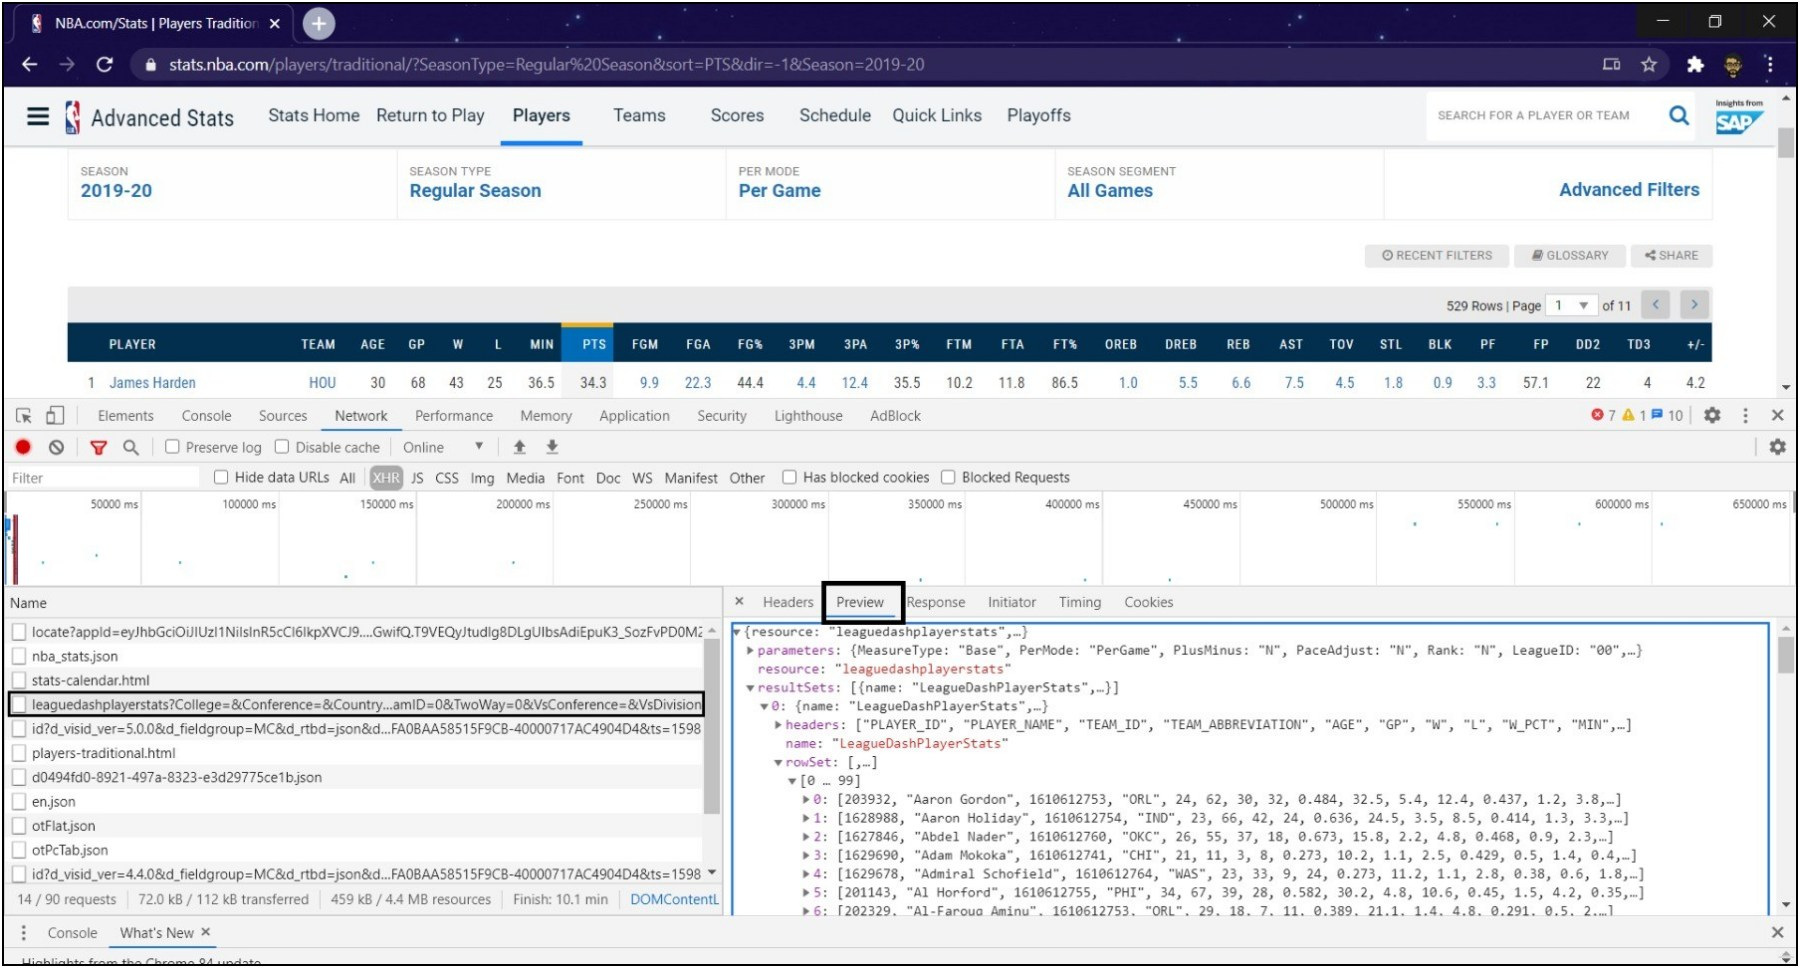 NBA.com/Stats | Players Tradition
stats.nba.com/players/traditional/?SeasonType=Regular%20Season&sort=PTS&dir=-1&Season=2019-20
Advanced Stats Stats Home Return to Play Players Teams Scores Schedule Quick Links Playoffs SEARCH FOR A PLAYER OR TEAM Insights from SAP
SEASON SEASON TYPE PER MODE SEASON SEGMENT
2019-20 Regular Season Per Game All Games Advanced Filters
RECENT FILTERS GLOSSARY SHARE
529 Rows | Page 1 of 11
PLAYER TEAM AGE GP W L MIN PTS FGM FGA FG% 3PM 3PA 3P% FTM FTA FT% OREB DREB REB AST TOV STL BLK PF FP DD2 TD3 +/-
1 James Harden HOU 30 68 43 25 36.5 34.3 9.9 22.3 44.4 4.4 12.4 35.5 10.2 11.8 86.5 1.0 5.5 6.6 7.5 4.5 1.8 0.9 3.3 57.1 22 4 4.2
Elements Console Sources Network Performance Memory Application Security Lighthouse AdBlock 7 1 10
Preserve log Disable cache Online
Filter Hide data URLs All XHR JS CSS Img Media Font Doc WS Manifest Other Has blocked cookies Blocked Requests
50000 ms 100000 ms 150000 ms 200000 ms 250000 ms 300000 ms 350000 ms 400000 ms 450000 ms 500000 ms 550000 ms 600000 ms 650000 ms
Name
nba_stats.json
stats-calendar.html
leaguedashplayerstats?College=&Conference=&Country...amID=0&TwoWay=0&VsConference=&VsDivision
id?d_visid_ver=5.0.0&d_fieldgroup=MC&d_rtbd=json&d...FA0BAA58515F9CB-40000717AC4904D4&ts=1598
players-traditional.html
d0494fd0-8921-497a-8323-e3d29775ce1b.json
en.json
otFlat.json
otPcTab.json
id?d_visid_ver=4.4.0&d_fieldgroup=MC&d_rtbd=json&d...FA0BAA58515F9CB-40000717AC4904D4&ts=1598
14 / 90 requests 72.0 kB / 112 kB transferred 459 kB / 4.4 MB resources Finish: 10.1 min DOMContentL
Headers Preview Response Initiator Timing Cookies
{resource: "leaguedashplayerstats",…}
parameters: {MeasureType: "Base", PerMode: "PerGame", PlusMinus: "N", PaceAdjust: "N", Rank: "N", LeagueID: "00",…}
resource: "leaguedashplayerstats"
resultSets: [{name: "LeagueDashPlayerStats",…}]
0: {name: "LeagueDashPlayerStats",…}
headers: ["PLAYER_ID", "PLAYER_NAME", "TEAM_ID", "TEAM_ABBREVIATION", "AGE", "GP", "W", "L", "W_PCT", "MIN",…]
name: "LeagueDashPlayerStats"
rowSet: [,…]
[0 … 99]
0: [203932, "Aaron Gordon", 1610612753, "ORL", 24, 62, 30, 32, 0.484, 32.5, 5.4, 12.4, 0.437, 1.2, 3.8,…]
1: [1628988, "Aaron Holiday", 1610612754, "IND", 23, 66, 42, 24, 0.636, 24.5, 3.5, 8.5, 0.414, 1.3, 3.3,…]
2: [1627846, "Abdel Nader", 1610612760, "OKC", 26, 55, 37, 18, 0.673, 15.8, 2.2, 4.8, 0.468, 0.9, 2.3,…]
3: [1629690, "Adam Mokoka", 1610612741, "CHI", 21, 11, 3, 8, 0.273, 10.2, 1.1, 2.5, 0.429, 0.5, 1.4, 0.4,…]
4: [1629678, "Admiral Schofield", 1610612764, "WAS", 23, 33, 9, 24, 0.273, 11.2, 1.1, 2.8, 0.38, 0.6, 1.8,…]
5: [201143, "Al Horford", 1610612755, "PHI", 34, 67, 39, 28, 0.582, 30.2, 4.8, 10.6, 0.45, 1.5, 4.2, 0.35,…]
6: [202329, "Al-Farouq Aminu", 1610612753, "ORL", 29, 18, 7, 11, 0.389, 21.1, 1.4, 4.8, 0.291, 0.5, 2,…]
Console What's New
Highlights from the Chrome 84 update